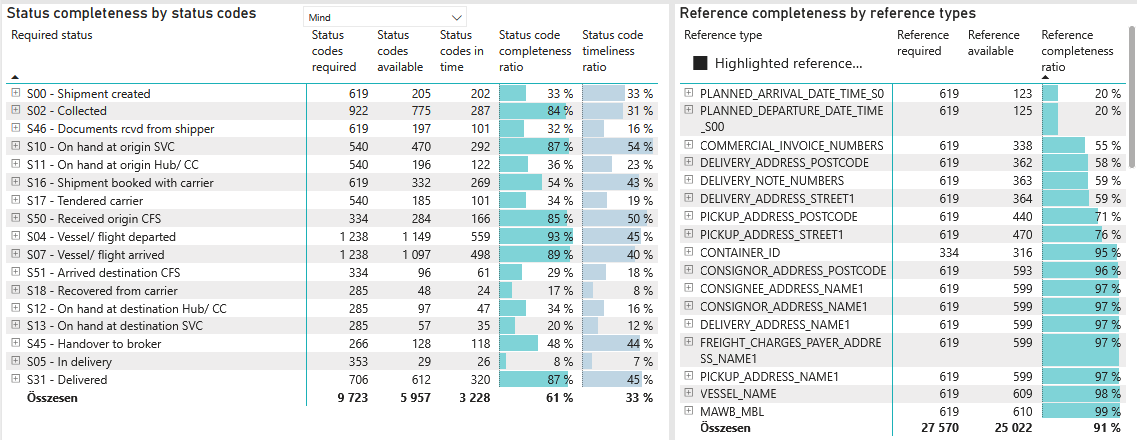 Status completeness by status codes
Mind
Required status
Status codes required
Status codes available
Status codes in time
Status code completeness ratio
Status code timeliness ratio
S00 - Shipment created 619 205 202 33 % 33 %
S02 - Collected 922 775 287 84 % 31 %
S46 - Documents rcvd from shipper 619 197 101 32 % 16 %
S10 - On hand at origin SVC 540 470 292 87 % 54 %
S11 - On hand at origin Hub/ CC 540 196 122 36 % 23 %
S16 - Shipment booked with carrier 619 332 269 54 % 43 %
S17 - Tendered carrier 540 185 101 34 % 19 %
S50 - Received origin CFS 334 284 166 85 % 50 %
S04 - Vessel/ flight departed 1 238 1 149 559 93 % 45 %
S07 - Vessel/ flight arrived 1 238 1 097 498 89 % 40 %
S51 - Arrived destination CFS 334 96 61 29 % 18 %
S18 - Recovered from carrier 285 48 24 17 % 8 %
S12 - On hand at destination Hub/ CC 285 97 47 34 % 16 %
S13 - On hand at destination SVC 285 57 35 20 % 12 %
S45 - Handover to broker 266 128 118 48 % 44 %
S05 - In delivery 353 29 26 8 % 7 %
S31 - Delivered 706 612 320 87 % 45 %
Összesen 9 723 5 957 3 228 61 % 33 %
Reference completeness by reference types
Reference type
Reference required
Reference available
Reference completeness ratio
Highlighted reference...
PLANNED_ARRIVAL_DATE_TIME_S0 619 123 20 %
PLANNED_DEPARTURE_DATE_TIME 619 125 20 %
_S00
COMMERCIAL_INVOICE_NUMBERS 619 338 55 %
DELIVERY_ADDRESS_POSTCODE 619 362 58 %
DELIVERY_NOTE_NUMBERS 619 363 59 %
DELIVERY_ADDRESS_STREET1 619 364 59 %
PICKUP_ADDRESS_POSTCODE 619 440 71 %
PICKUP_ADDRESS_STREET1 619 470 76 %
CONTAINER_ID 334 316 95 %
CONSIGNOR_ADDRESS_POSTCODE 619 593 96 %
CONSIGNEE_ADDRESS_NAME1 619 599 97 %
CONSIGNOR_ADDRESS_NAME1 619 599 97 %
DELIVERY_ADDRESS_NAME1 619 599 97 %
FREIGHT_CHARGES_PAYER_ADDRE 619 599 97 %
SS_NAME1
PICKUP_ADDRESS_NAME1 619 599 97 %
VESSEL_NAME 619 609 98 %
MAWB_MBL 619 610 99 %
Összesen 27 570 25 022 91 %